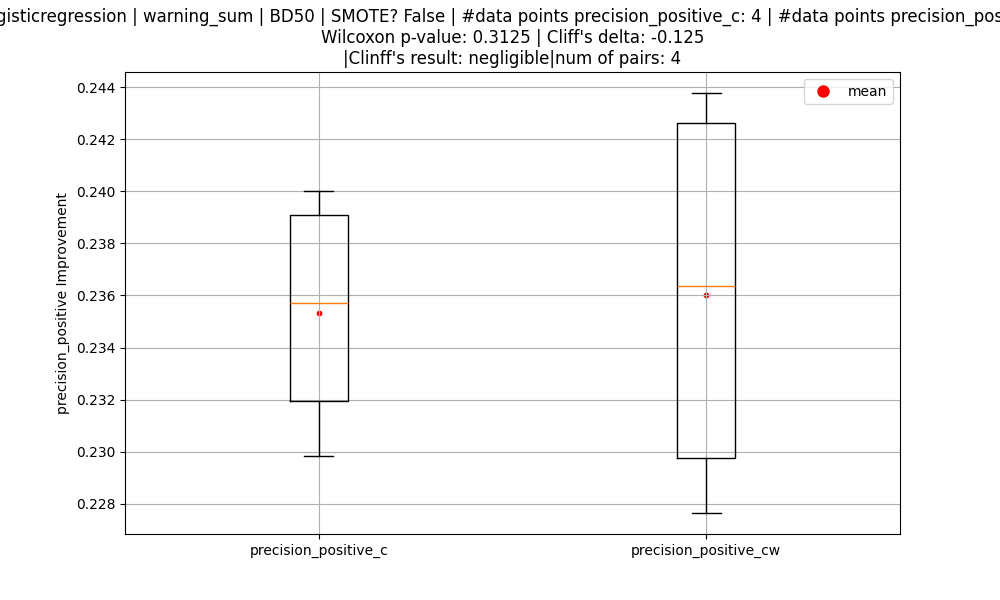 gisticregression | warning_sum | BD50 | SMOTE? False | #data points precision_positive_c: 4 | #data points precision_pos
Wilcoxon p-value: 0.3125 | Cliff's delta: -0.125
|Clinff's result: negligible|num of pairs: 4
mean
0.244
0.242
0.240
0.238
0.236
0.234
0.232
0.230
0.228
precision_positive Improvement
precision_positive_c
precision_positive_cw